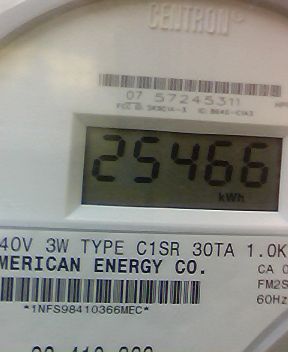 CENTRON®
07 57245311
25466
kWh
40V 3W TYPE C1SR 30TA 1.0K
MERICAN ENERGY CO.
CA 0
FM2S
60Hz
*1NFS98410366MEC*